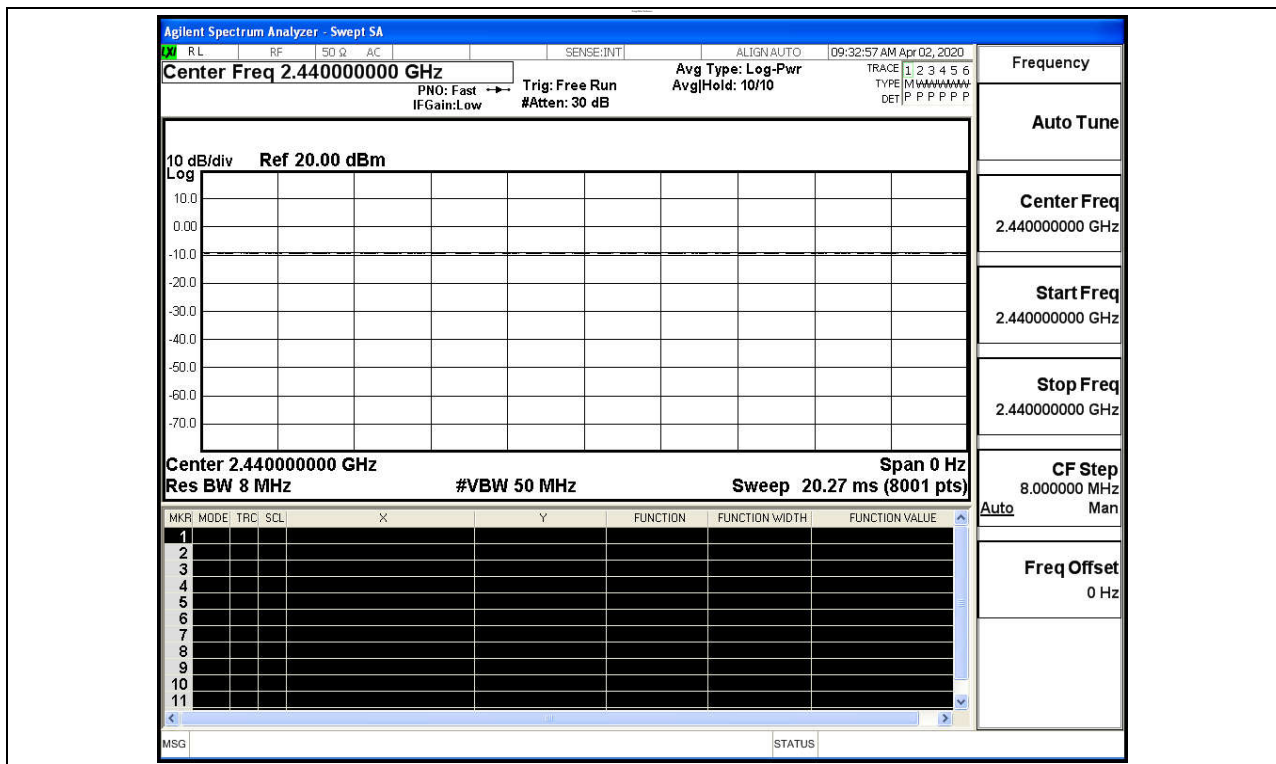 Agilent Spectrum Analyzer - Swept SA
LXI RL RF 50 Ω AC SENSE:INT ALIGN AUTO 09:32:57 AM Apr 02, 2020
Center Freq 2.440000000 GHz
PNO: Fast
IFGain:Low
Trig: Free Run
#Atten: 30 dB
Avg Type: Log-Pwr
Avg|Hold: 10/10
TRACE 1 2 3 4 5 6
TYPE M WWWWW
DET P P P P P P
10 dB/div Ref 20.00 dBm
Log
10.0
0.00
-10.0
-20.0
-30.0
-40.0
-50.0
-60.0
-70.0
Center 2.440000000 GHz Span 0 Hz
Res BW 8 MHz #VBW 50 MHz Sweep 20.27 ms (8001 pts)
MKR MODE TRC SCL X Y FUNCTION FUNCTION WIDTH FUNCTION VALUE
1
2
3
4
5
6
7
8
9
10
11
MSG STATUS
Frequency
Auto Tune
Center Freq
2.440000000 GHz
Start Freq
2.440000000 GHz
Stop Freq
2.440000000 GHz
CF Step
8.000000 MHz
Auto Man
Freq Offset
0 Hz